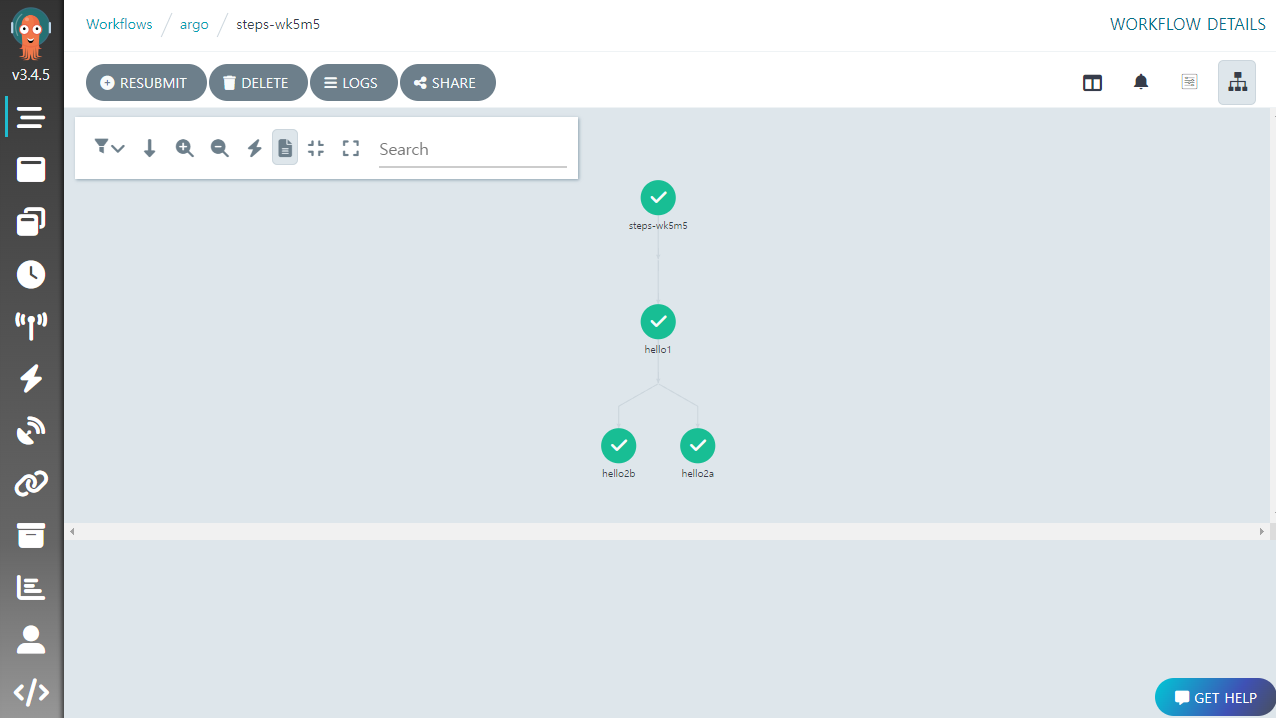 Workflows / argo / steps-wk5m5
WORKFLOW DETAILS
v3.4.5
RESUBMIT
DELETE
LOGS
SHARE
Search
steps-wk5m5
hello1
hello2b
hello2a
GET HELP